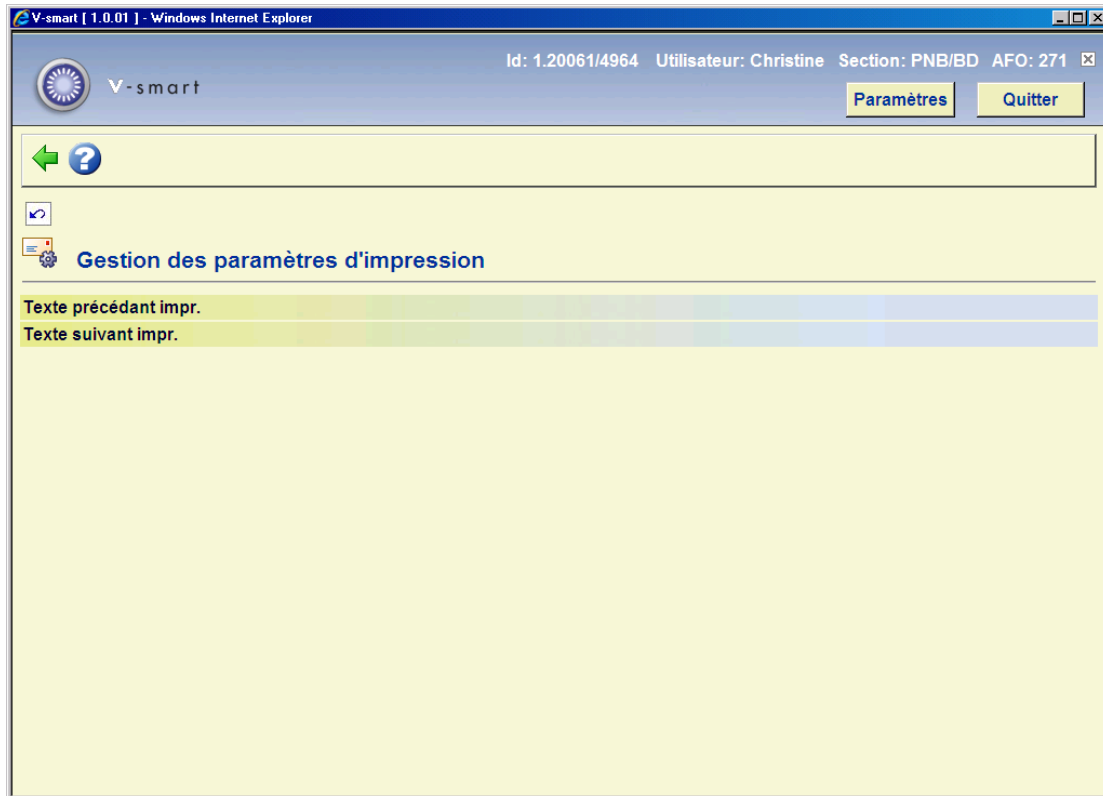 V-smart [ 1.0.01 ] - Windows Internet Explorer
Id: 1.20061/4964 Utilisateur: Christine Section: PNB/BD AFO: 271
V-smart
Paramètres Quitter
Gestion des paramètres d'impression
Texte précédant impr.
Texte suivant impr.